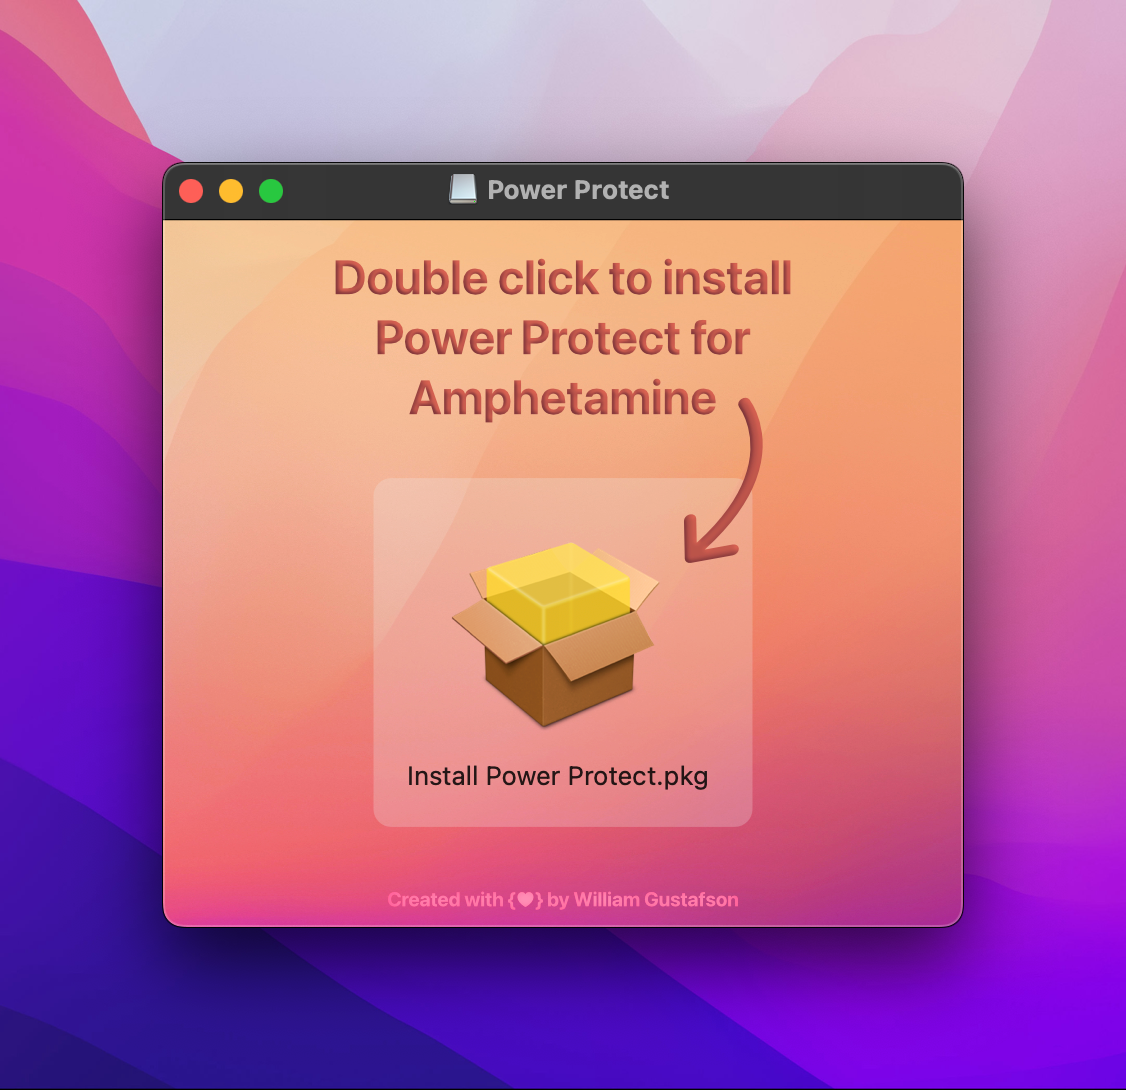 Power Protect
Double click to install
Power Protect for
Amphetamine
Install Power Protect.pkg
Created with {♥} by William Gustafson